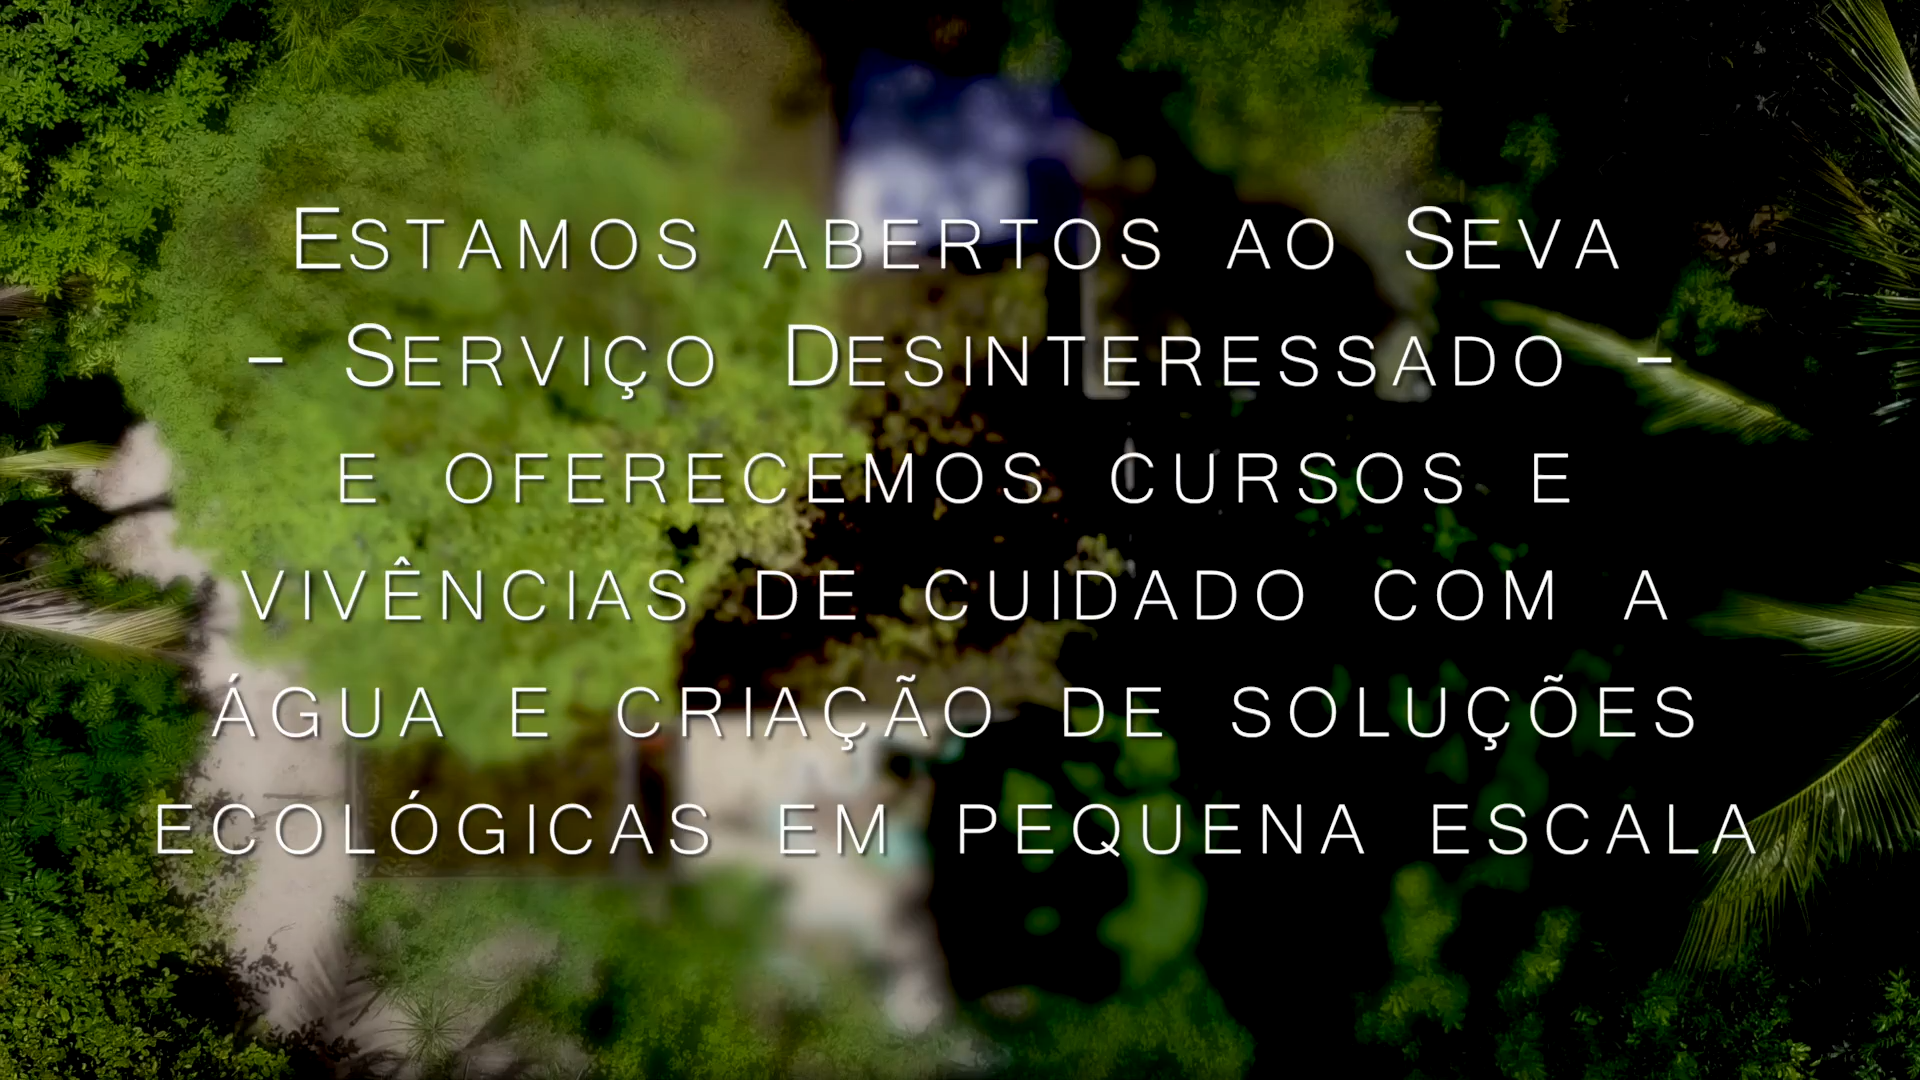 Estamos abertos ao Seva
– Serviço Desinteressado –
e oferecemos cursos e
vivências de cuidado com a
água e criação de soluções
ecológicas em pequena escala